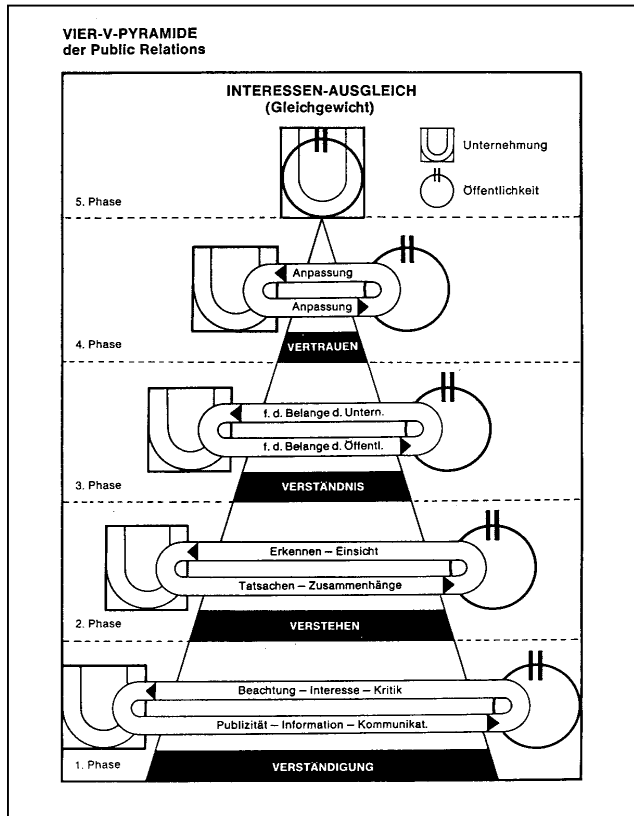 VIER-V-PYRAMIDE
der Public Relations
INTERESSEN-AUSGLEICH
(Gleichgewicht)
Unternehmung
Öffentlichkeit
5. Phase
Anpassung
Anpassung
VERTRAUEN
4. Phase
f. d. Belange d. Untern.
f. d. Belange d. Öffentl.
VERSTÄNDNIS
3. Phase
Erkennen – Einsicht
Tatsachen – Zusammenhänge
VERSTEHEN
2. Phase
Beachtung – Interesse – Kritik
Publizität – Information – Kommunikat.
VERSTÄNDIGUNG
1. Phase